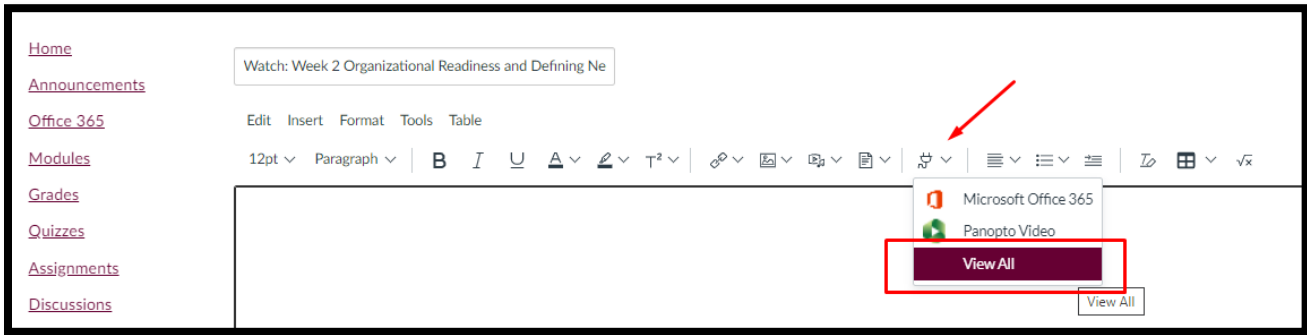 Home
Announcements
Office 365
Modules
Grades
Quizzes
Assignments
Discussions
Watch: Week 2 Organizational Readiness and Defining Ne
Edit Insert Format Tools Table
12pt Paragraph B I U A T² √x
Microsoft Office 365
Panopto Video
View All
View All